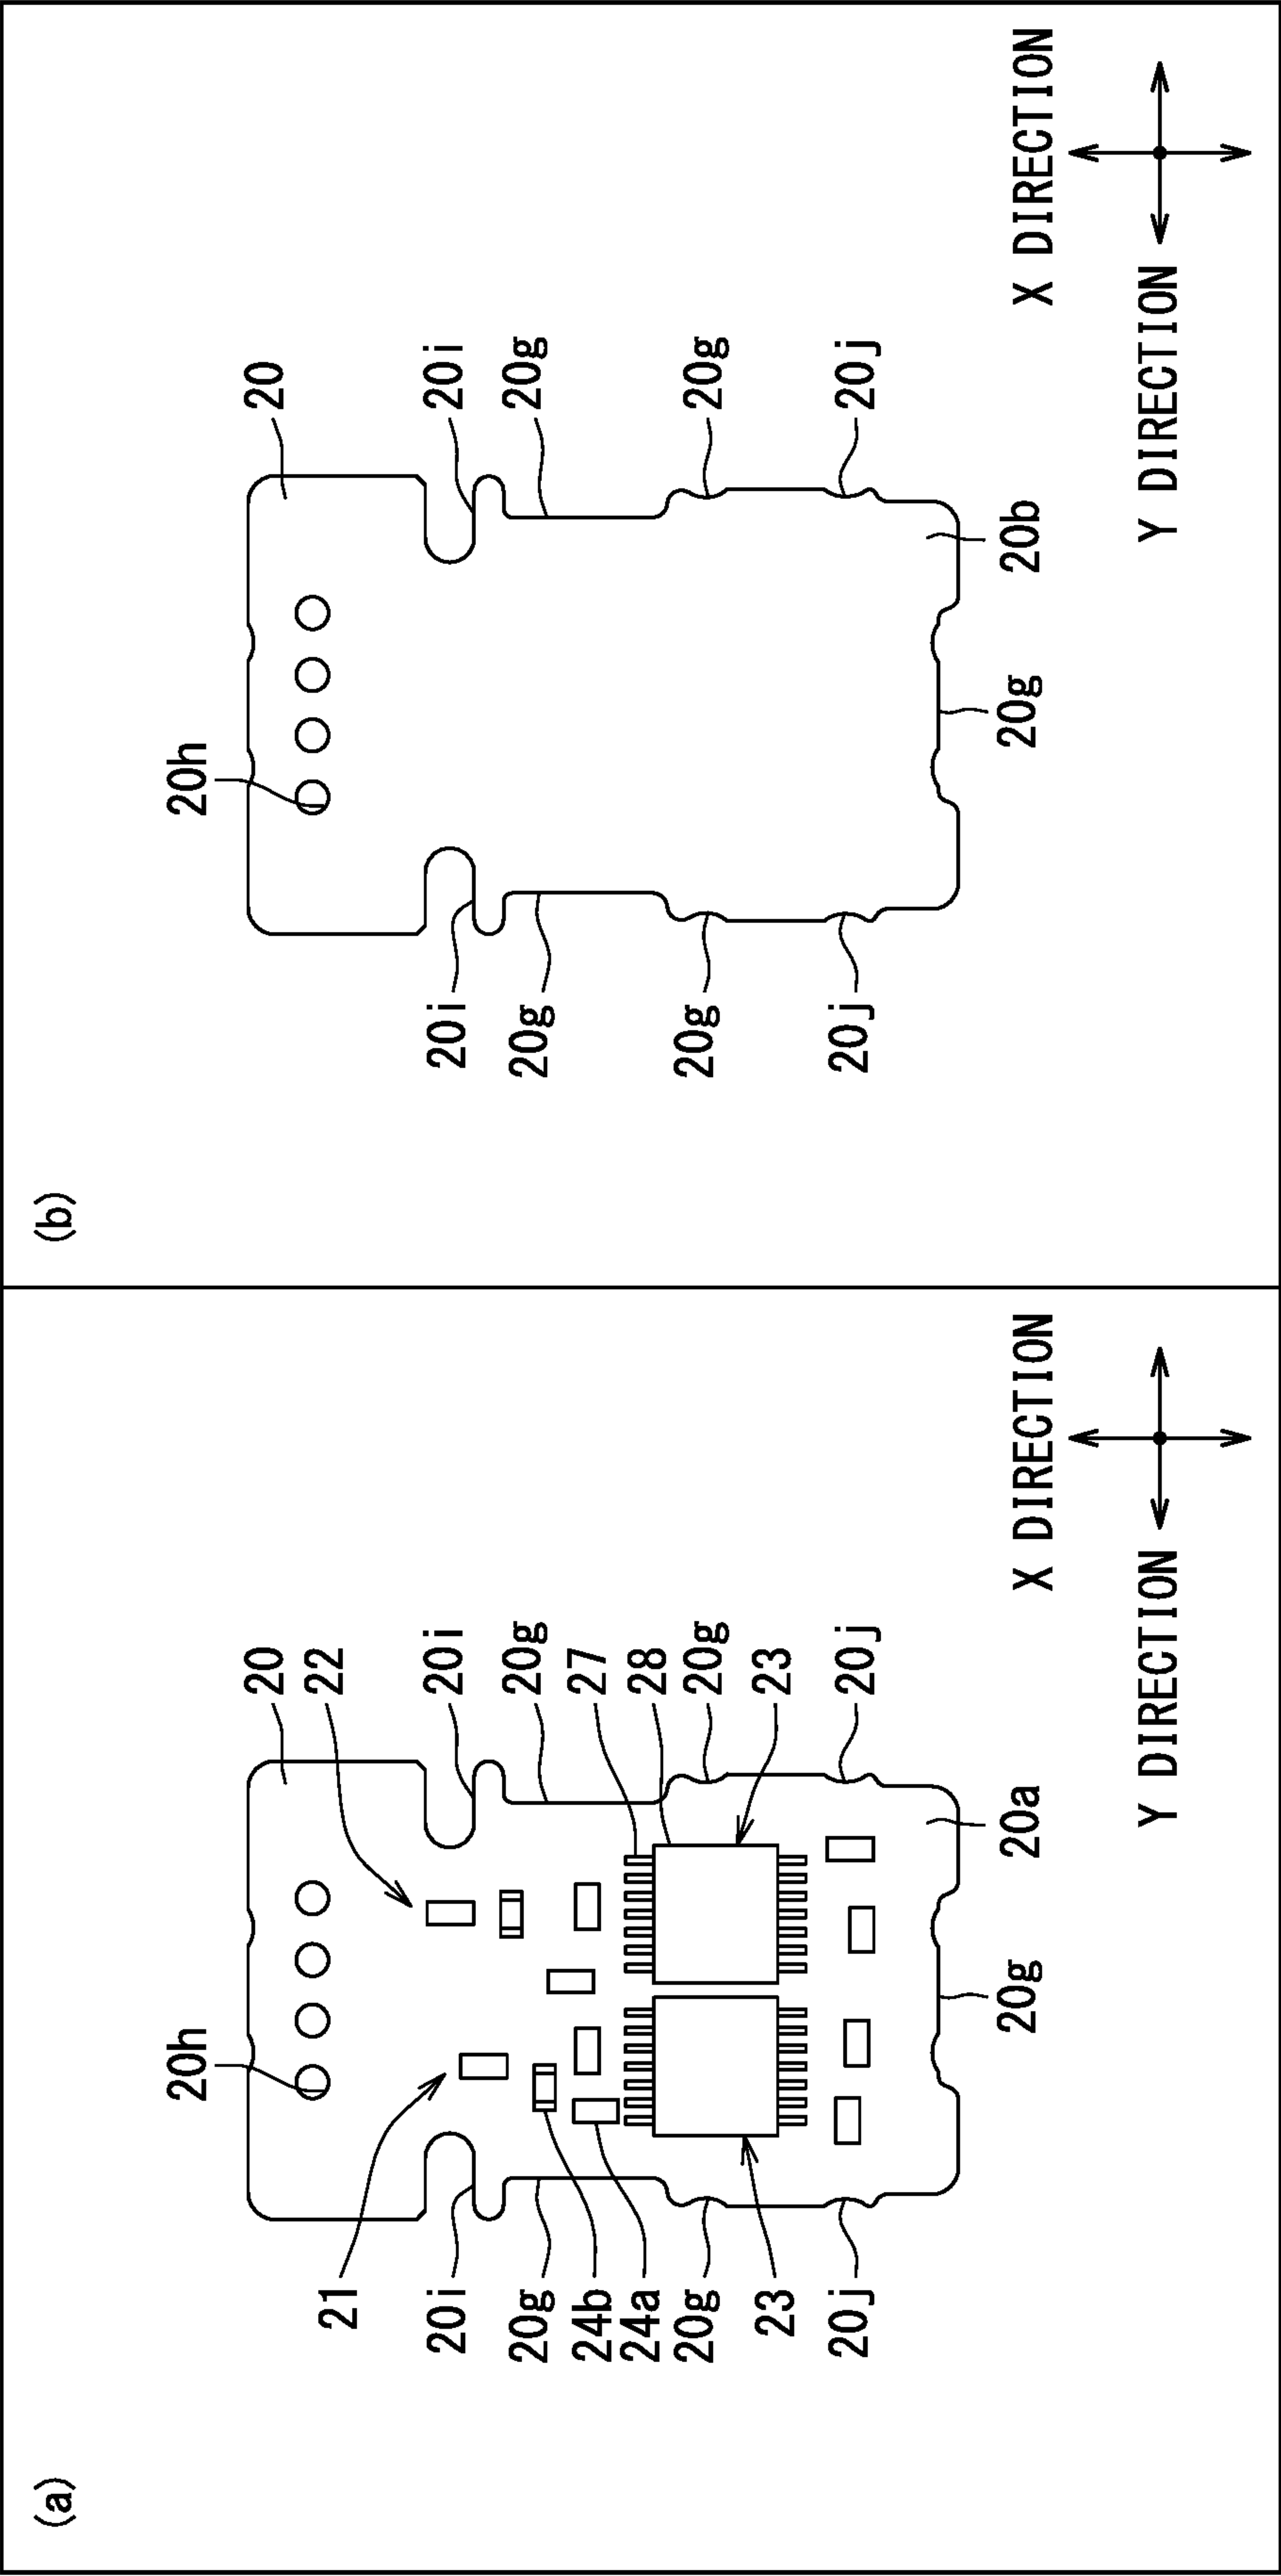 (a)
20h
20
22
21
20i
20i
20g
20g
27
24b
28
24a
20g
20g
23
23
20j
20j
20a
20g
X DIRECTION
Y DIRECTION
(b)
20h
20
20i
20i
20g
20g
20g
20g
20j
20j
20b
20g
X DIRECTION
Y DIRECTION